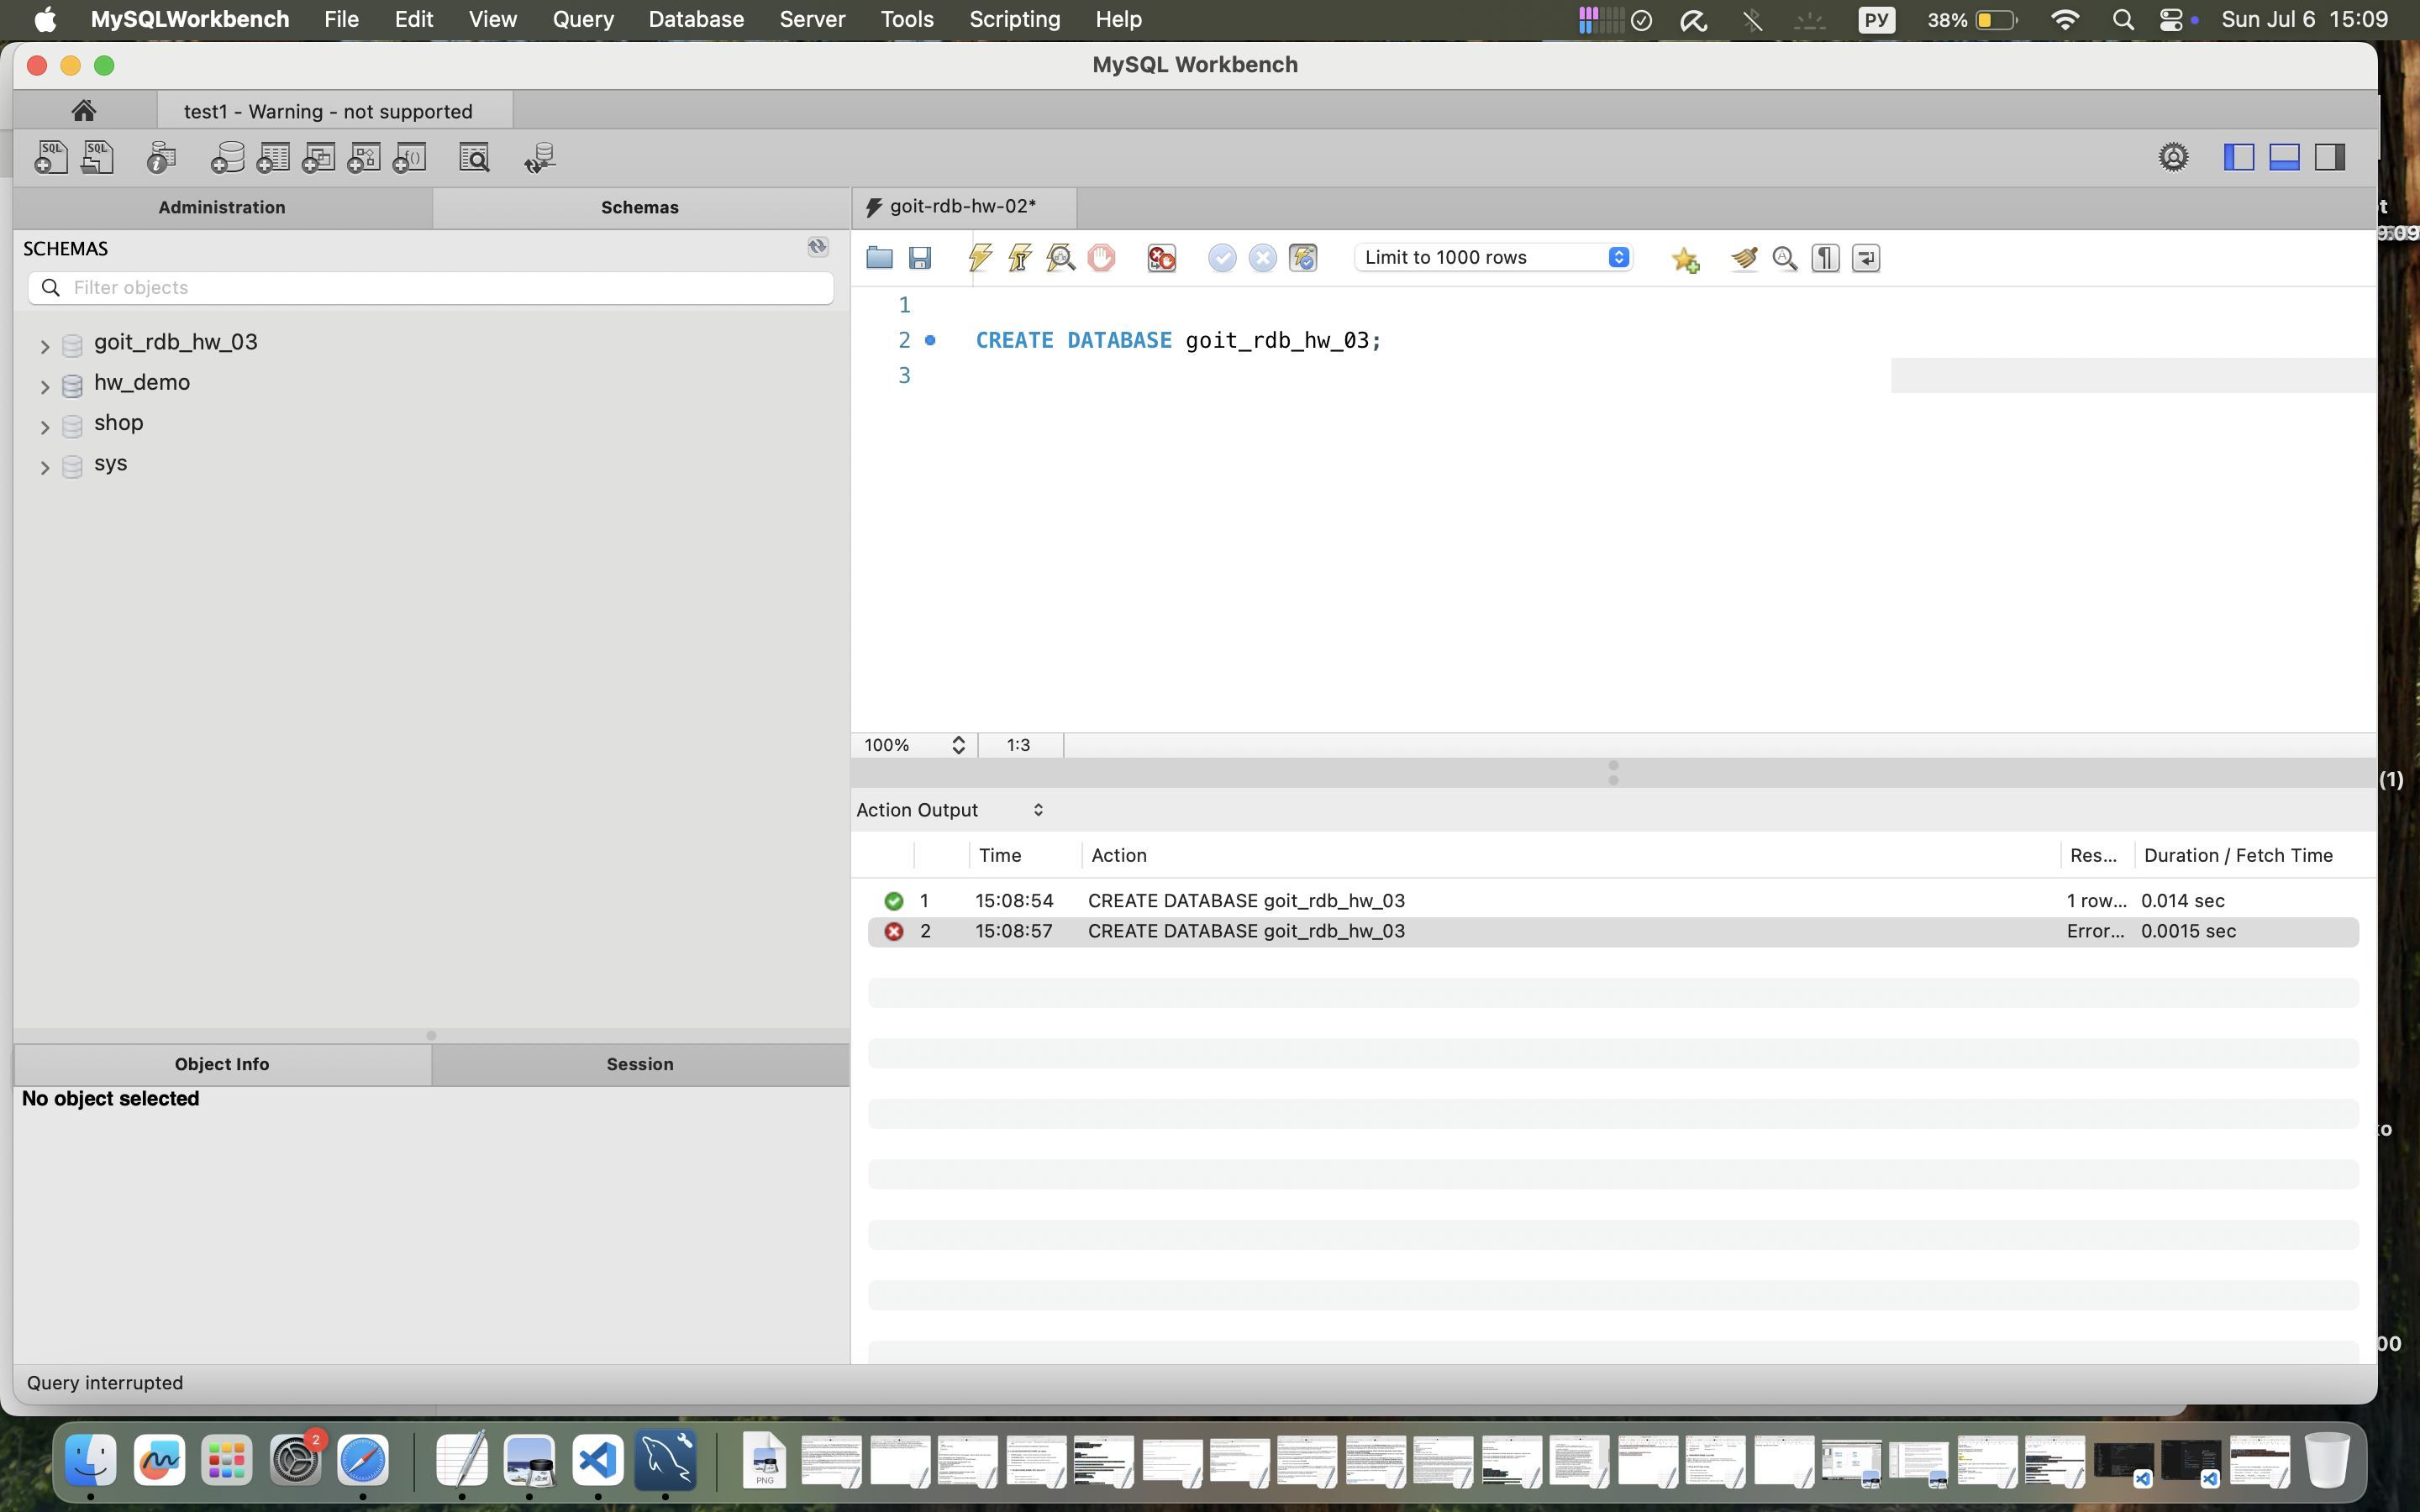 MySQLWorkbench File Edit View Query Database Server Tools Scripting Help РУ 38% Sun Jul 6 15:09
MySQL Workbench
test1 - Warning - not supported
SQL SQL
Administration Schemas goit-rdb-hw-02*
SCHEMAS
Filter objects
Limit to 1000 rows
goit_rdb_hw_03
hw_demo
shop
sys
1
2 CREATE DATABASE goit_rdb_hw_03;
3
100% 1:3
Action Output
Time Action Res... Duration / Fetch Time
1 15:08:54 CREATE DATABASE goit_rdb_hw_03 1 row... 0.014 sec
2 15:08:57 CREATE DATABASE goit_rdb_hw_03 Error... 0.0015 sec
Object Info Session
No object selected
Query interrupted
(1)
2
PNG